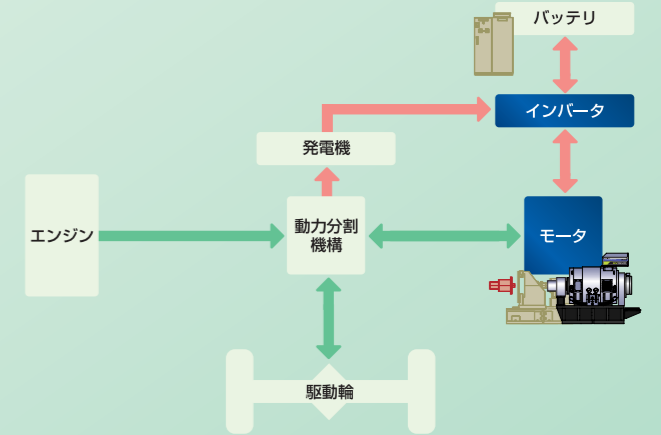 バッテリ
インバータ
発電機
エンジン
動力分割
機構
モータ
駆動輪